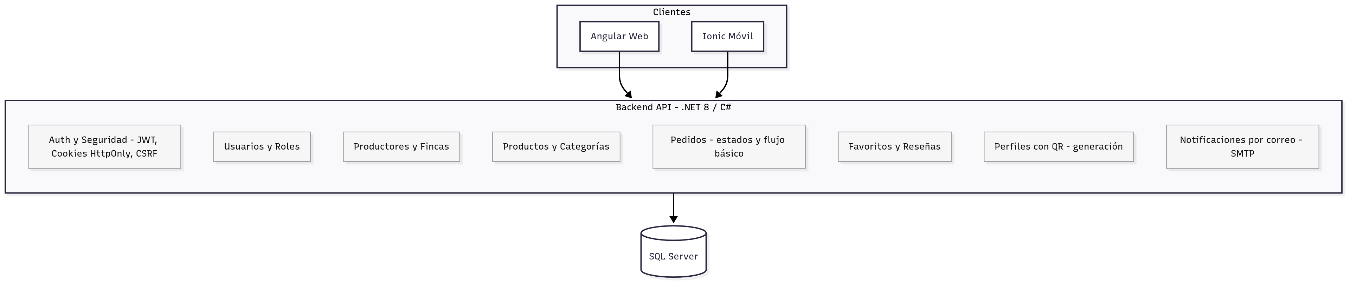 Clientes
Angular Web
Ionic Móvil
Backend API - .NET 8 / C#
Auth y Seguridad - JWT,
Cookies HttpOnly, CSRF
Usuarios y Roles
Productores y Fincas
Productos y Categorías
Pedidos - estados y flujo
básico
Favoritos y Reseñas
Perfiles con QR - generación
Notificaciones por correo -
SMTP
SQL Server